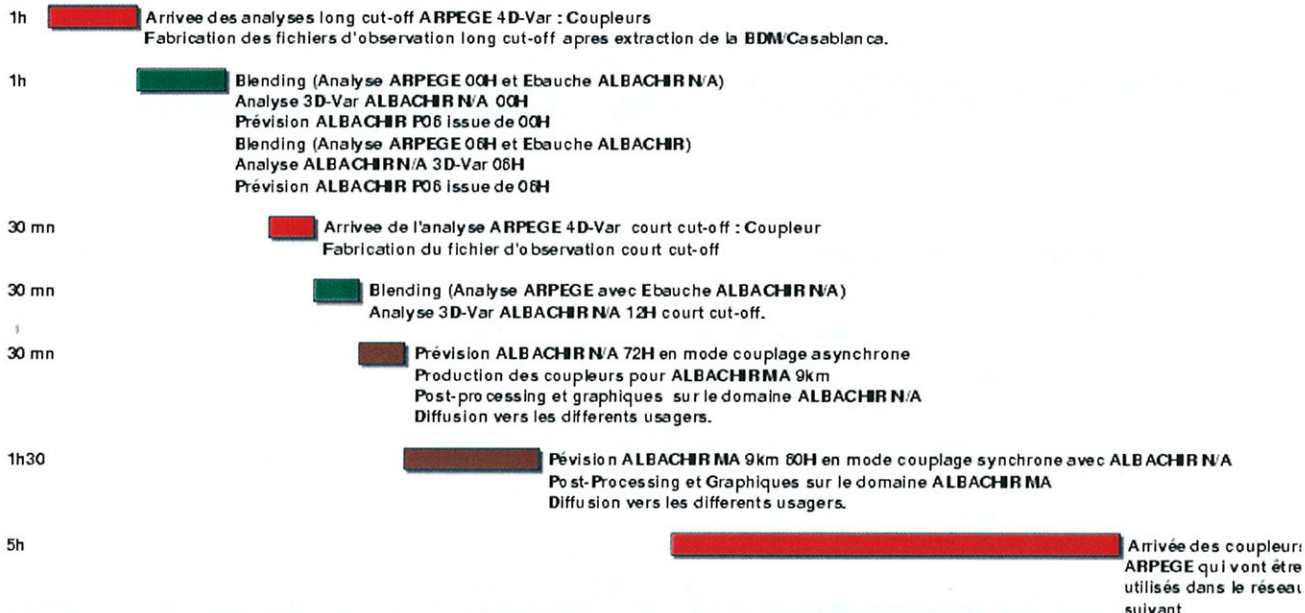 1h Arrivee des analyses long cut-off ARPEGE 4D-Var : Coupleurs
Fabrication des fichiers d'observation long cut-off apres extraction de la BDM/Casablanca.
1h Blending (Analyse ARPEGE 00H et Ebauche ALBACHIR N/A)
Analyse 3D-Var ALBACHIR N/A 00H
Prévision ALBACHIR P06 issue de 00H
Blending (Analyse ARPEGE 06H et Ebauche ALBACHIR)
Analyse ALBACHIR N/A 3D-Var 06H
Prévision ALBACHIR P06 issue de 06H
30 mn Arrivee de l'analyse ARPEGE 4D-Var court cut-off : Coupleur
Fabrication du fichier d'observation court cut-off
30 mn Blending (Analyse ARPEGE avec Ebauche ALBACHIR N/A)
Analyse 3D-Var ALBACHIR N/A 12H court cut-off.
30 mn Prévision ALBACHIR N/A 72H en mode couplage asynchrone
Production des coupleurs pour ALBACHIR MA 9km
Post-processing et graphiques sur le domaine ALBACHIR N/A
Diffusion vers les differents usagers.
1h30 Pévision ALBACHIR MA 9km 60H en mode couplage synchrone avec ALBACHIR N/A
Post-Processing et Graphiques sur le domaine ALBACHIR MA
Diffusion vers les differents usagers.
5h Arrivée des coupleurs
ARPEGE qui vont être
utilisés dans le réseau
suivant